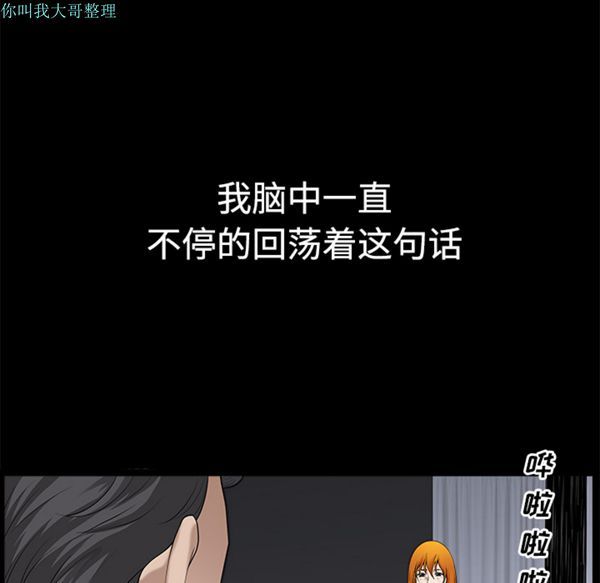 你叫我大哥整理
我脑中一直
不停的回荡着这句话
哗啦啦啦